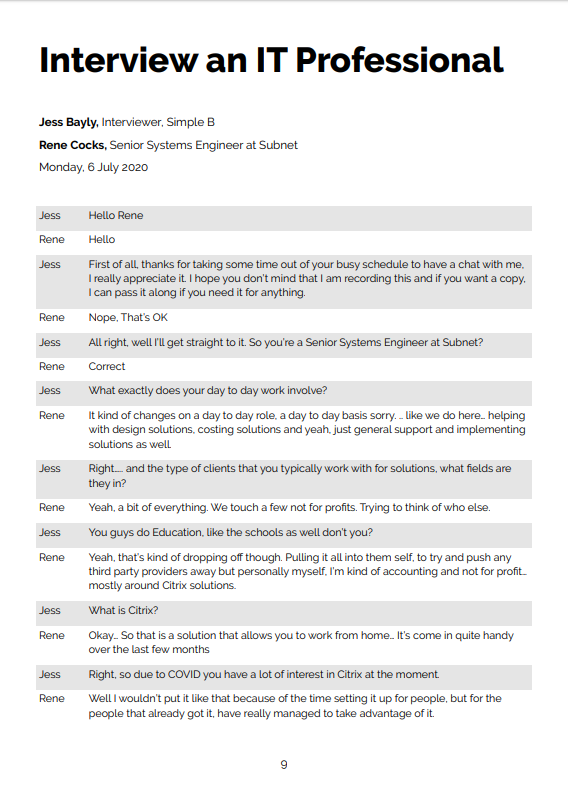 Interview an IT Professional
Jess Bayly, Interviewer, Simple B
Rene Cocks, Senior Systems Engineer at Subnet
Monday, 6 July 2020
Jess Hello Rene
Rene Hello
Jess First of all, thanks for taking some time out of your busy schedule to have a chat with me,
I really appreciate it. I hope you don't mind that I am recording this and if you want a copy,
I can pass it along if you need it for anything.
Rene Nope, That's OK
Jess All right, well I'll get straight to it. So you're a Senior Systems Engineer at Subnet?
Rene Correct
Jess What exactly does your day to day work involve?
Rene It kind of changes on a day to day role, a day to day basis sorry. .. like we do here… helping
with design solutions, costing solutions and yeah, just general support and implementing
solutions as well.
Jess Right..... and the type of clients that you typically work with for solutions, what fields are
they in?
Rene Yeah, a bit of everything. We touch a few not for profits. Trying to think of who else.
Jess You guys do Education, like the schools as well don't you?
Rene Yeah, that's kind of dropping off though. Pulling it all into them self, to try and push any
third party providers away but personally myself, I'm kind of accounting and not for profit…
mostly around Citrix solutions.
Jess What is Citrix?
Rene Okay… So that is a solution that allows you to work from home… It's come in quite handy
over the last few months
Jess Right, so due to COVID you have a lot of interest in Citrix at the moment.
Rene Well I wouldn't put it like that because of the time setting it up for people, but for the
people that already got it, have really managed to take advantage of it.
9